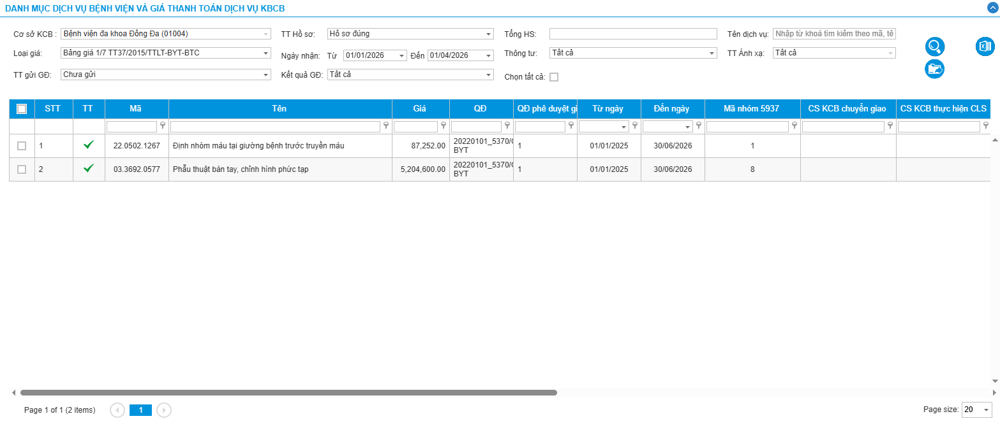 DANH MỤC DỊCH VỤ BỆNH VIỆN VÀ GIÁ THANH TOÁN DỊCH VỤ KBCB
Cơ sở KCB : Bệnh viện đa khoa Đống Đa (01004) TT Hồ sơ: Hồ sơ đúng Tổng HS: Tên dịch vụ: Nhập từ khoá tìm kiếm theo mã, tê
Loại giá: Bảng giá 1/7 TT37/2015/TTLT-BYT-BTC Ngày nhận: Từ 01/01/2026 Đến 01/04/2026 Thông tư: Tất cả TT Ánh xạ: Tất cả
TT gửi GĐ: Chưa gửi Kết quả GĐ: Tất cả Chọn tất cả:
STT TT Mã Tên Giá QĐ QĐ phê duyệt gi Từ ngày Đến ngày Mã nhóm 5937 CS KCB chuyển giao CS KCB thực hiện CLS
1 22.0502.1267 Định nhóm máu tại giường bệnh trước truyền máu 87,252.00 20220101_5370/ 1 01/01/2025 30/06/2026 1
BYT
2 03.3692.0577 Phẫu thuật bàn tay, chỉnh hình phức tạp 5,204,600.00 20220101_5370/ 1 01/01/2025 30/06/2026 8
BYT
Page 1 of 1 (2 items) 1 Page size: 20